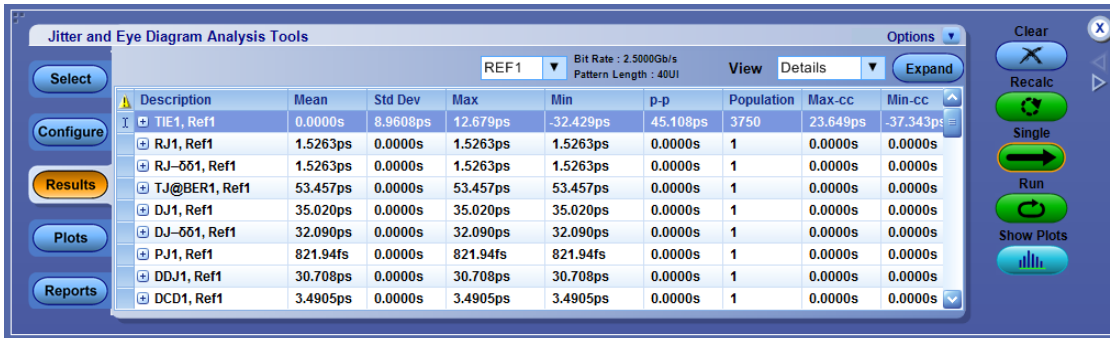 Jitter and Eye Diagram Analysis Tools
Options
Clear
X
Select
REF1
Bit Rate : 2.5000Gb/s
Pattern Length : 40UI
View
Details
Expand
Recalc
Description Mean Std Dev Max Min p-p Population Max-cc Min-cc
TIE1, Ref1 0.0000s 8.9608ps 12.679ps -32.429ps 45.108ps 3750 23.649ps -37.343ps
Configure
Single
RJ1, Ref1 1.5263ps 0.0000s 1.5263ps 1.5263ps 0.0000s 1 0.0000s 0.0000s
RJ–δδ1, Ref1 1.5263ps 0.0000s 1.5263ps 1.5263ps 0.0000s 1 0.0000s 0.0000s
Results
TJ@BER1, Ref1 53.457ps 0.0000s 53.457ps 53.457ps 0.0000s 1 0.0000s 0.0000s
Run
DJ1, Ref1 35.020ps 0.0000s 35.020ps 35.020ps 0.0000s 1 0.0000s 0.0000s
DJ–δδ1, Ref1 32.090ps 0.0000s 32.090ps 32.090ps 0.0000s 1 0.0000s 0.0000s
Plots
Show Plots
PJ1, Ref1 821.94fs 0.0000s 821.94fs 821.94fs 0.0000s 1 0.0000s 0.0000s
DDJ1, Ref1 30.708ps 0.0000s 30.708ps 30.708ps 0.0000s 1 0.0000s 0.0000s
Reports
DCD1, Ref1 3.4905ps 0.0000s 3.4905ps 3.4905ps 0.0000s 1 0.0000s 0.0000s